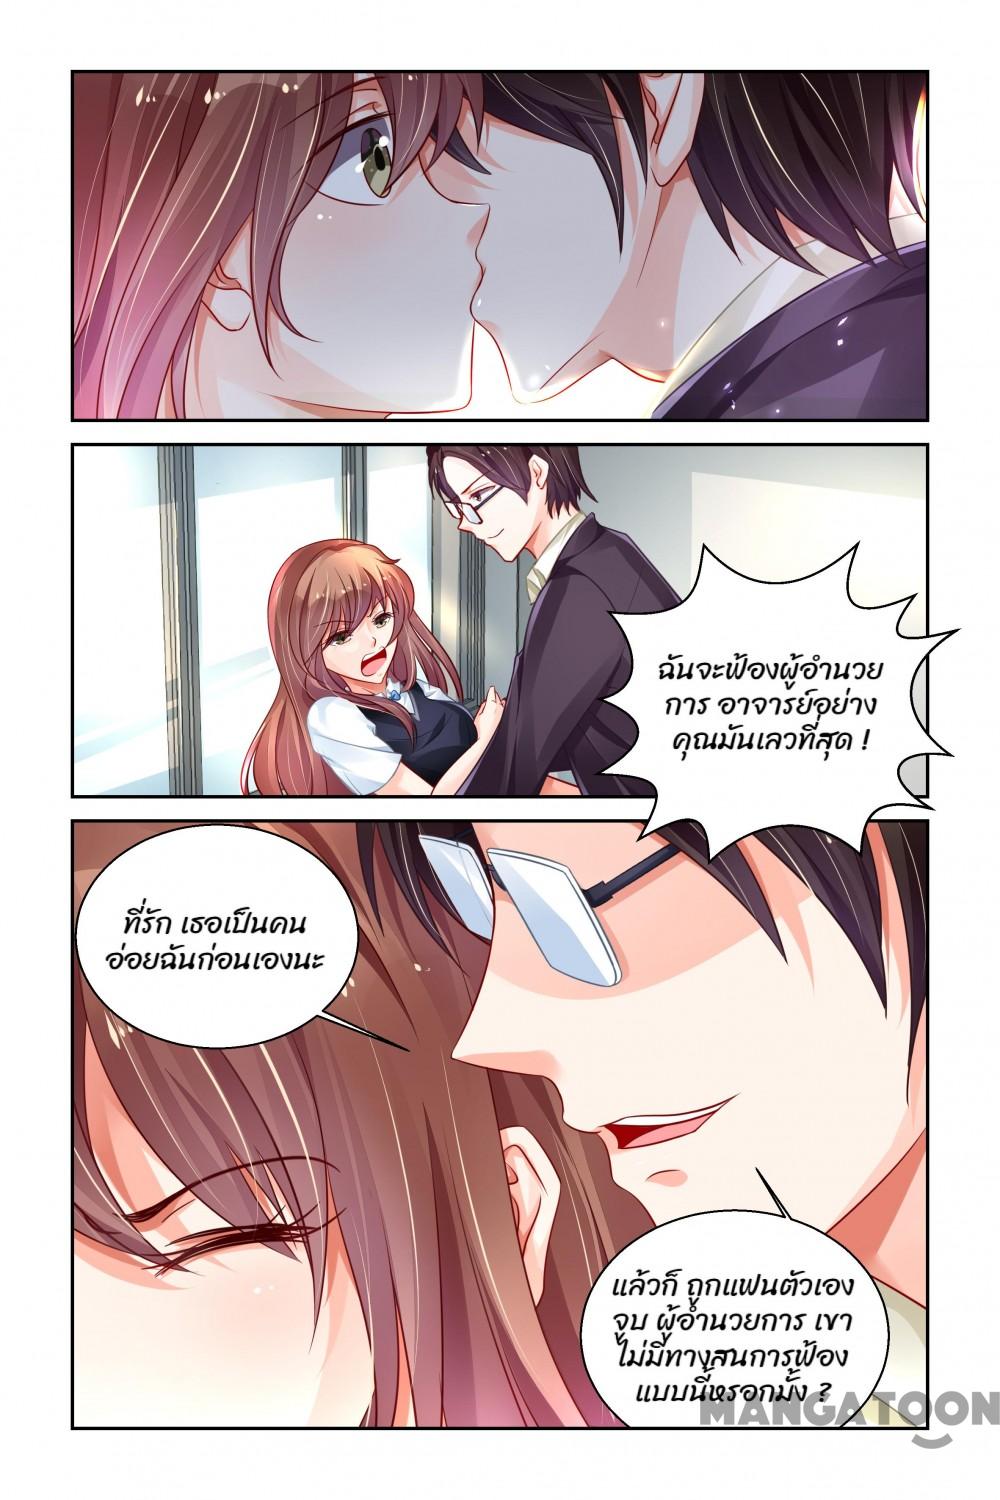 ฉันจะฟ้องผู้อำนวย
การ อาจารย์อย่าง
คุณมันเลวที่สุด !
ที่รัก เธอเป็นคน
อ่อยฉันก่อนเองนะ
แล้วก็ ถูกแฟนตัวเอง
จูบ ผู้อำนวยการ เขา
ไม่มีทางสนการฟ้อง
แบบนี้หรอกมั้ง ?
MANGATOON